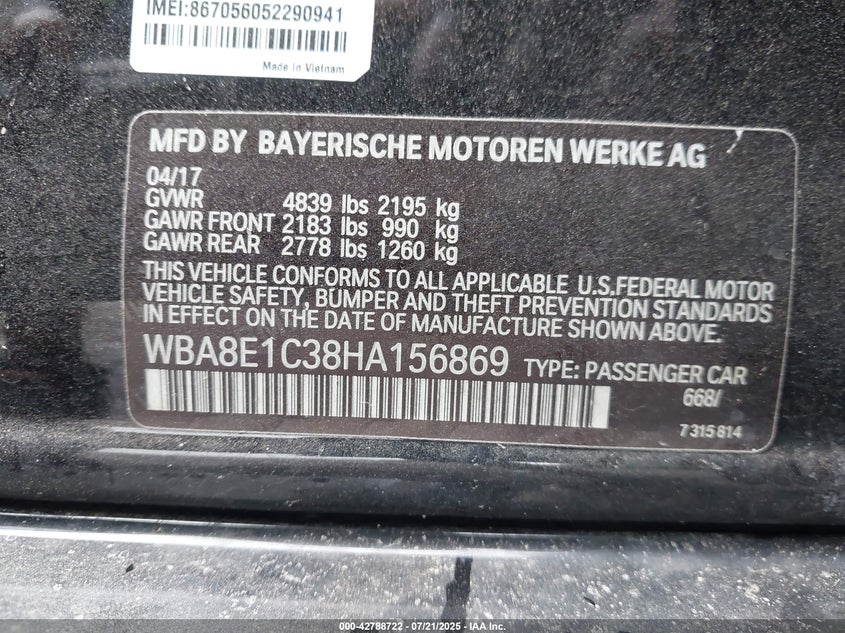 IMEI:867056052290941
Made in Vietnam
MFD BY BAYERISCHE MOTOREN WERKE AG
04/17
GVWR 4839 lbs 2195 kg
GAWR FRONT 2183 lbs 990 kg
GAWR REAR 2778 lbs 1260 kg
THIS VEHICLE CONFORMS TO ALL APPLICABLE U.S.FEDERAL MOTOR
VEHICLE SAFETY, BUMPER AND THEFT PREVENTION STANDARDS
IN EFFECT ON THE DATE OF MANUFACTURE SHOWN ABOVE.
WBA8E1C38HA156869 TYPE: PASSENGER CAR
668/
7 315 814
000-42788722 - 07/21/2025 - IAA Inc.